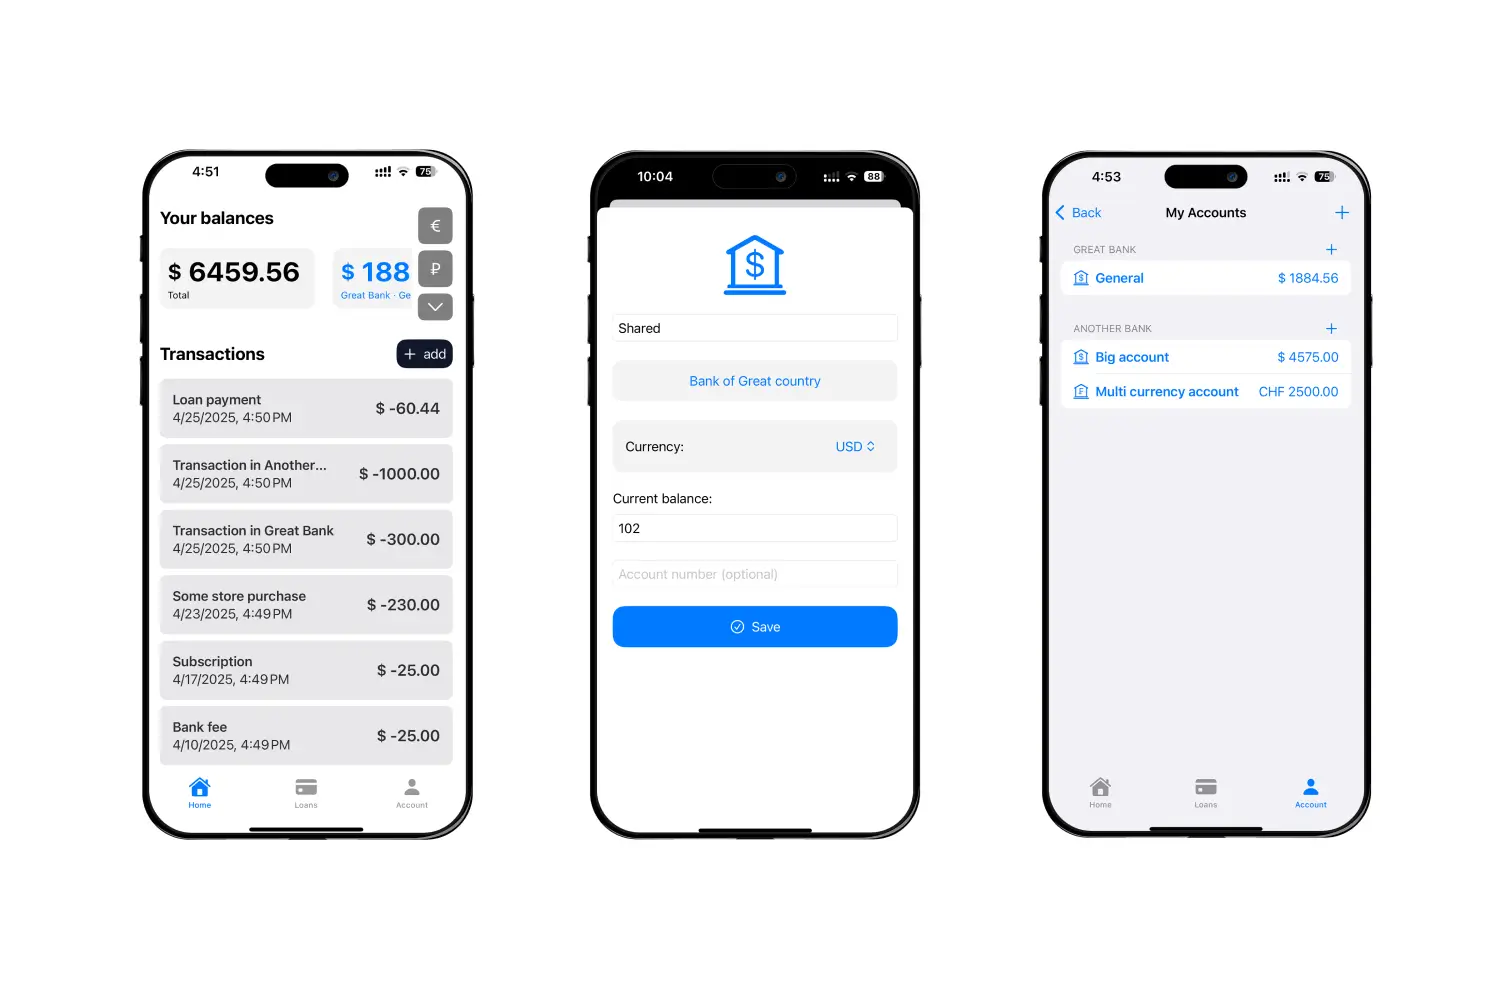 4:51
75
Your balances
€
$ 6459.56
Total
$ 188
Great Bank · Ge
₽
Transactions
+ add
Loan payment
4/25/2025, 4:50 PM
$ -60.44
Transaction in Another...
4/25/2025, 4:50 PM
$ -1000.00
Transaction in Great Bank
4/25/2025, 4:50 PM
$ -300.00
Some store purchase
4/23/2025, 4:49 PM
$ -230.00
Subscription
4/17/2025, 4:49 PM
$ -25.00
Bank fee
4/10/2025, 4:49 PM
$ -25.00
Home
Loans
Account
10:04
88
$
Shared
Bank of Great country
Currency:
USD
Current balance:
102
Account number (optional)
Save
4:53
75
Back
My Accounts
+
GREAT BANK
+
$
General
$ 1884.56
ANOTHER BANK
+
$
Big account
$ 4575.00
Multi currency account
CHF 2500.00
Home
Loans
Account